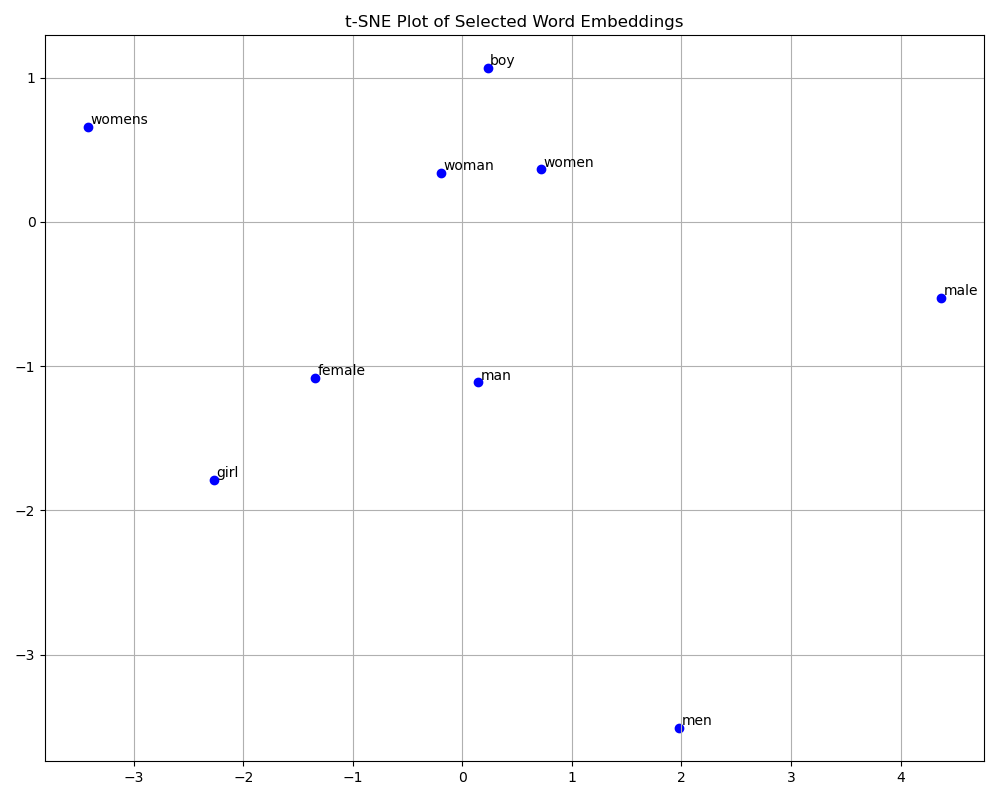 t-SNE Plot of Selected Word Embeddings
boy
womens
woman
women
male
female
man
girl
men
1
0
−1
−2
−3
−3
−2
−1
0
1
2
3
4